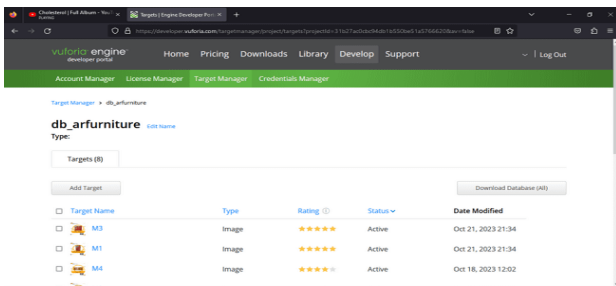 Cholesterol | Full Album - You
PLAYING
Targets | Engine Developer Port
https://developer.vuforia.com/targetmanager/project/targets?projectId=
vuforia engine
developer portal
Home Pricing Downloads Library Develop Support
Log Out
Account Manager License Manager Target Manager Credentials Manager
Target Manager > db_arfurniture
db_arfurniture Edit Name
Type:
Targets (8)
Add Target Download Database (All)
Target Name Type Rating Status Date Modified
M3 Image Active Oct 21, 2023 21:34
M1 Image Active Oct 21, 2023 21:34
M4 Image Active Oct 18, 2023 12:02